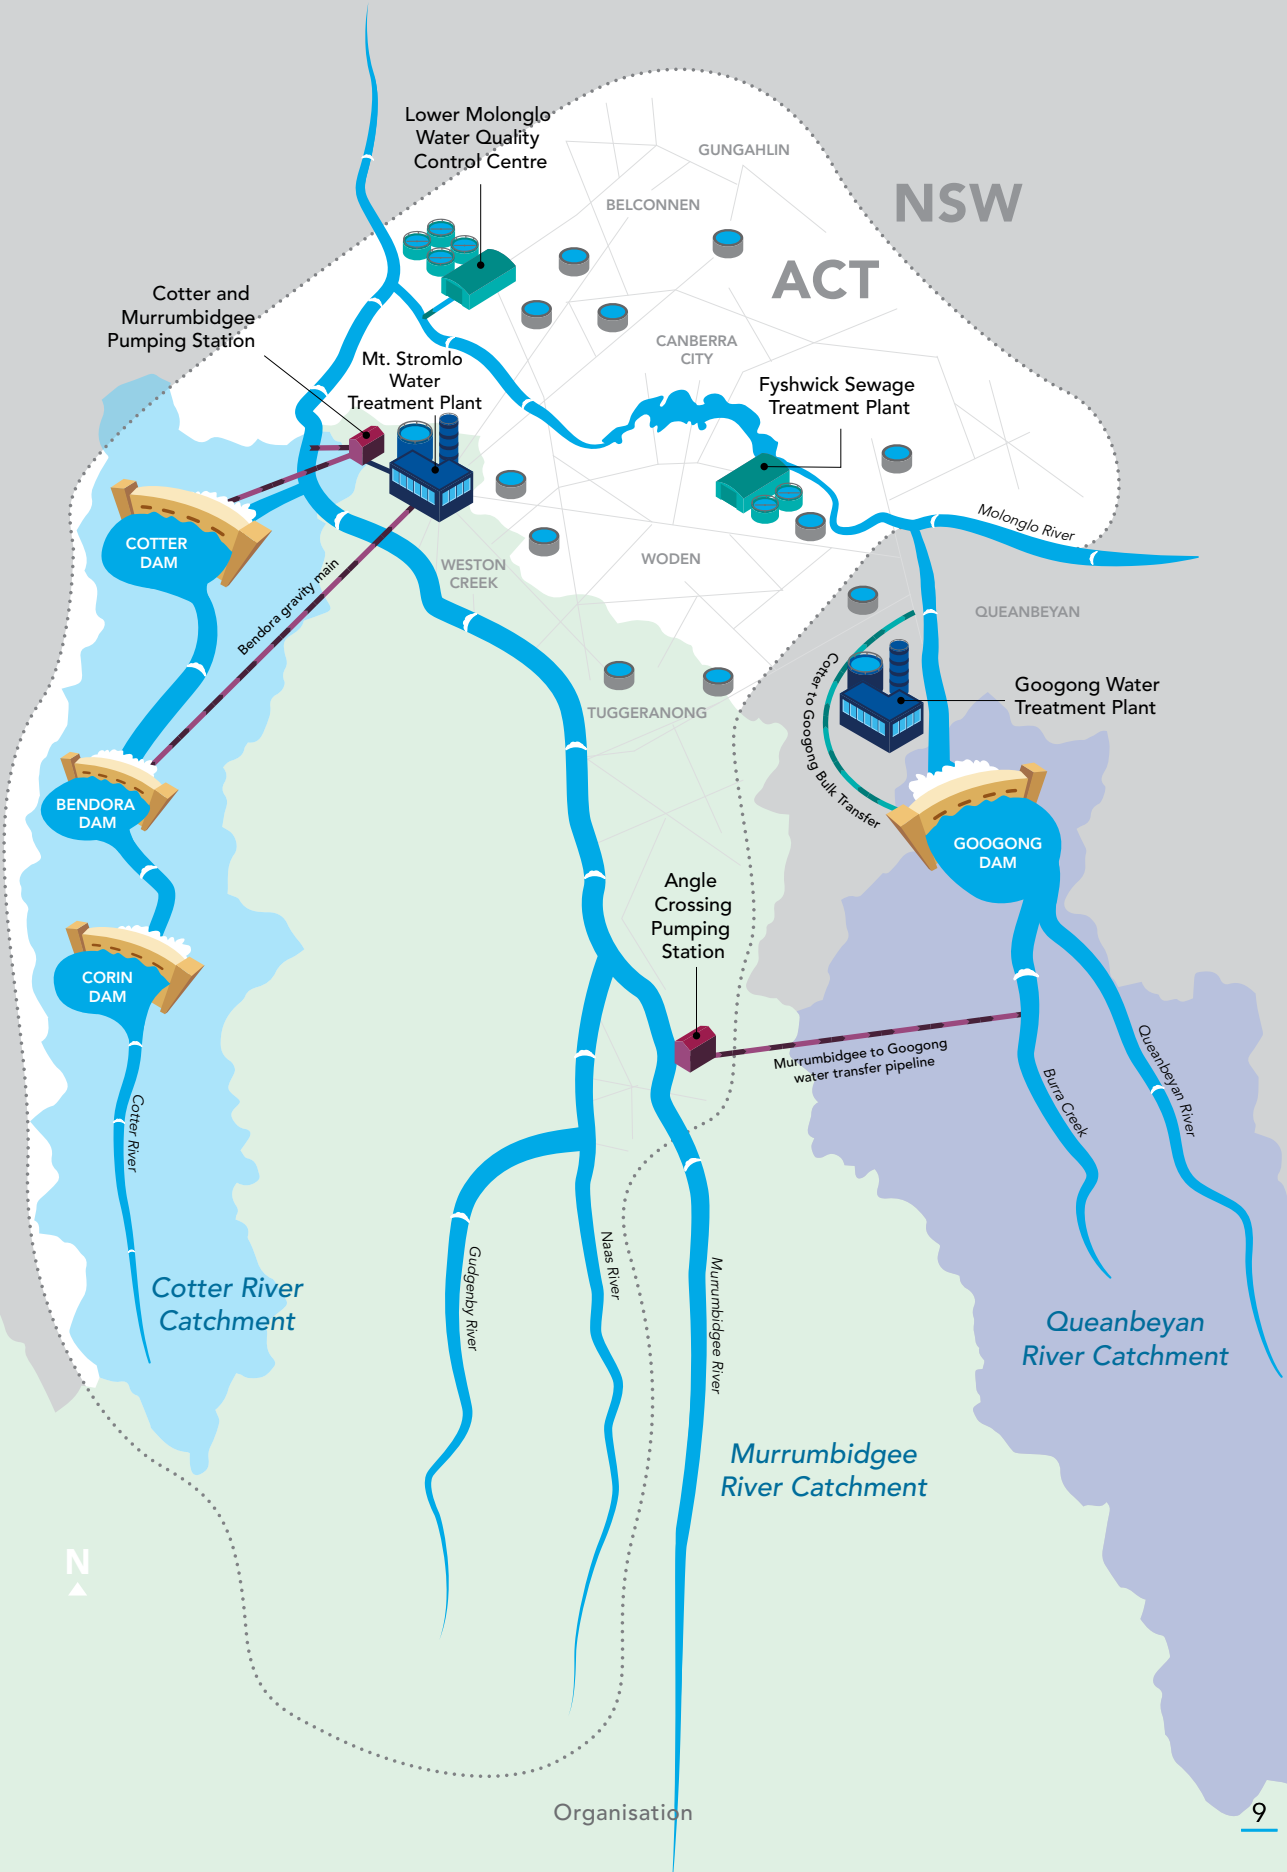 Lower Molonglo
Water Quality
Control Centre
GUNGAHLIN
BELCONNEN
NSW
ACT
Cotter and
Murrumbidgee
Pumping Station
Mt. Stromlo
Water
Treatment Plant
CANBERRA
CITY
Fyshwick Sewage
Treatment Plant
Molonglo River
COTTER
DAM
WESTON
CREEK
WODEN
Bendora gravity main
QUEANBEYAN
Cotter to Googong Bulk Transfer
Googong Water
Treatment Plant
TUGGERANONG
BENDORA
DAM
GOOGONG
DAM
Angle
Crossing
Pumping
Station
CORIN
DAM
Murrumbidgee to Googong
water transfer pipeline
Cotter River
Burra Creek
Queanbeyan River
Gudgenby River
Naas River
Murrumbidgee River
Cotter River
Catchment
Queanbeyan
River Catchment
Murrumbidgee
River Catchment
N
Organisation
9